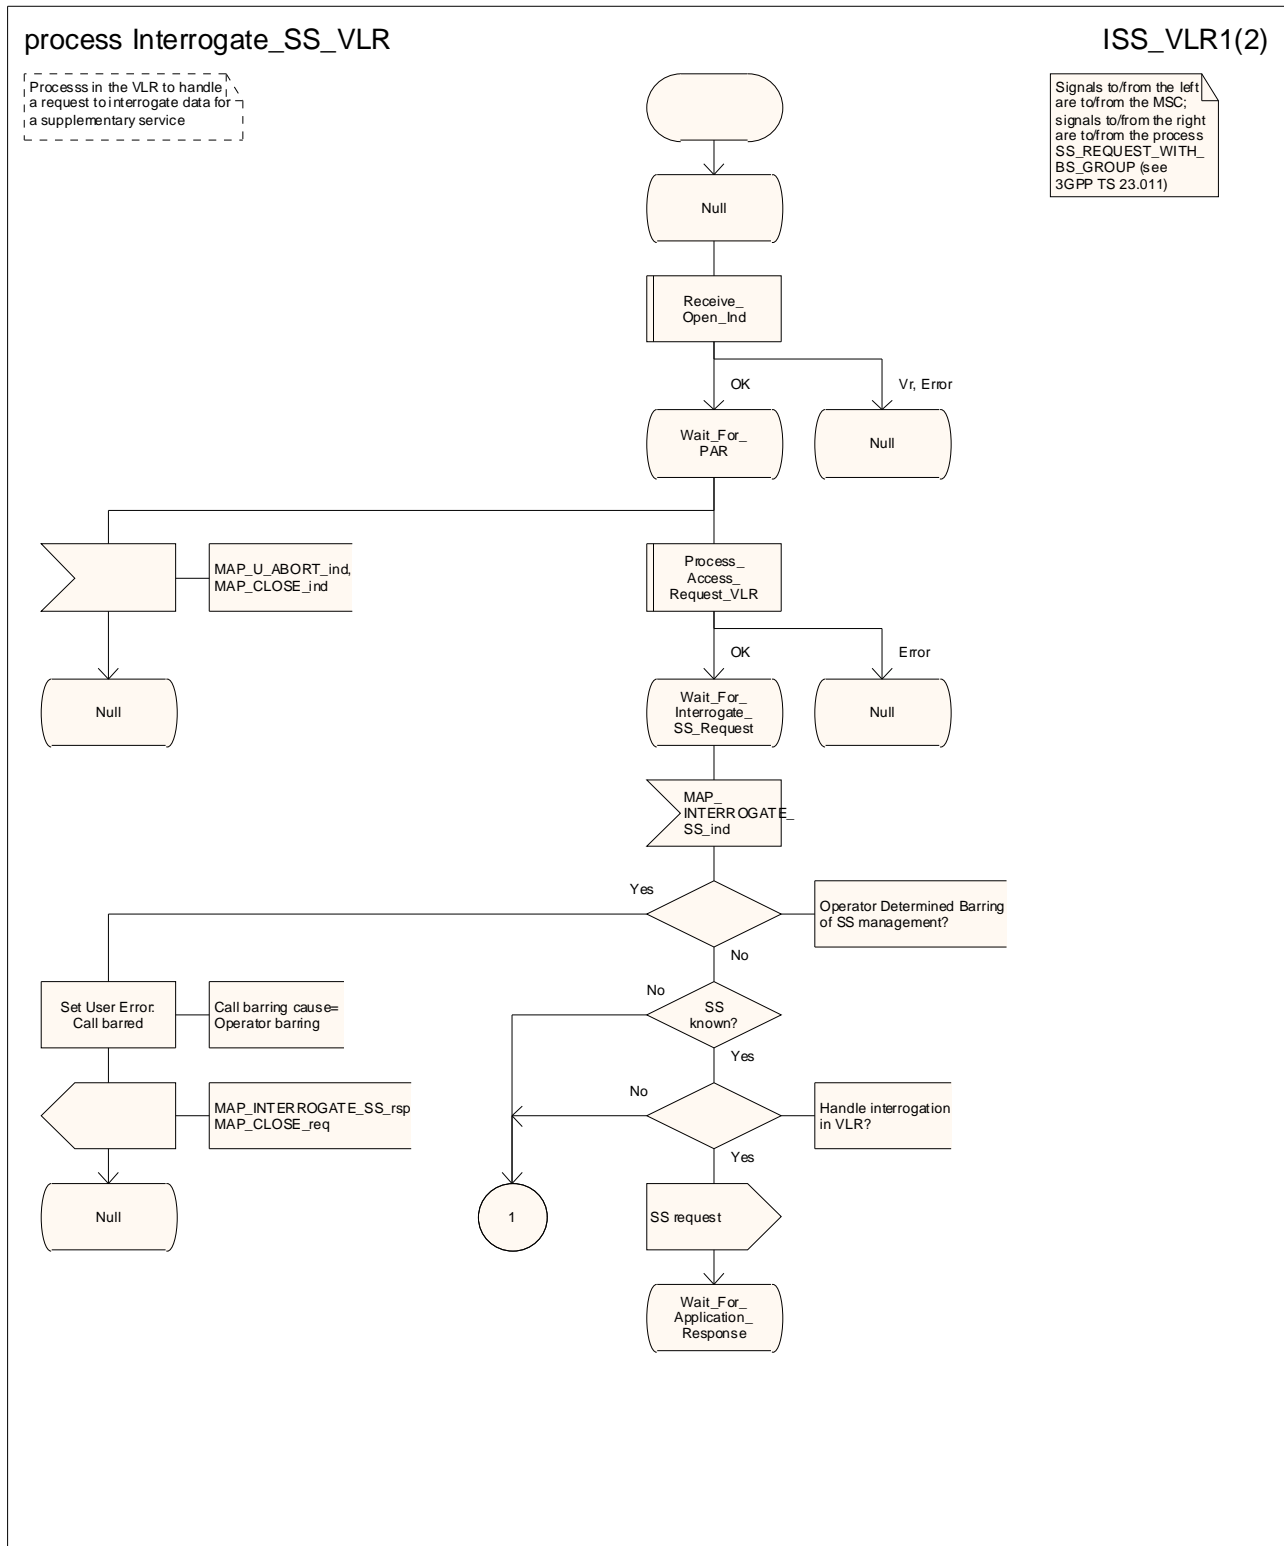 process Interrogate_SS_VLR
ISS_VLR1(2)
Processs in the VLR to handle
a request to interrogate data for
a supplementary service
Signals to/from the left
are to/from the MSC;
signals to/from the right
are to/from the process
SS_REQUEST_WITH_
BS_GROUP (see
3GPP TS 23.011)
Null
Receive_
Open_Ind
OK
Vr, Error
Wait_For_
PAR
Null
MAP_U_ABORT_ind,
MAP_CLOSE_ind
Process_
Access_
Request_VLR
OK
Error
Null
Wait_For_
Interrogate_
SS_Request
Null
MAP_
INTERROGATE_
SS_ind
Yes
Operator Determined Barring
of SS management?
No
Set User Error:
Call barred
Call barring cause=
Operator barring
No
SS
known?
Yes
MAP_INTERROGATE_SS_rsp
MAP_CLOSE_req
No
Handle interrogation
in VLR?
Yes
Null
1
SS request
Wait_For_
Application_
Response